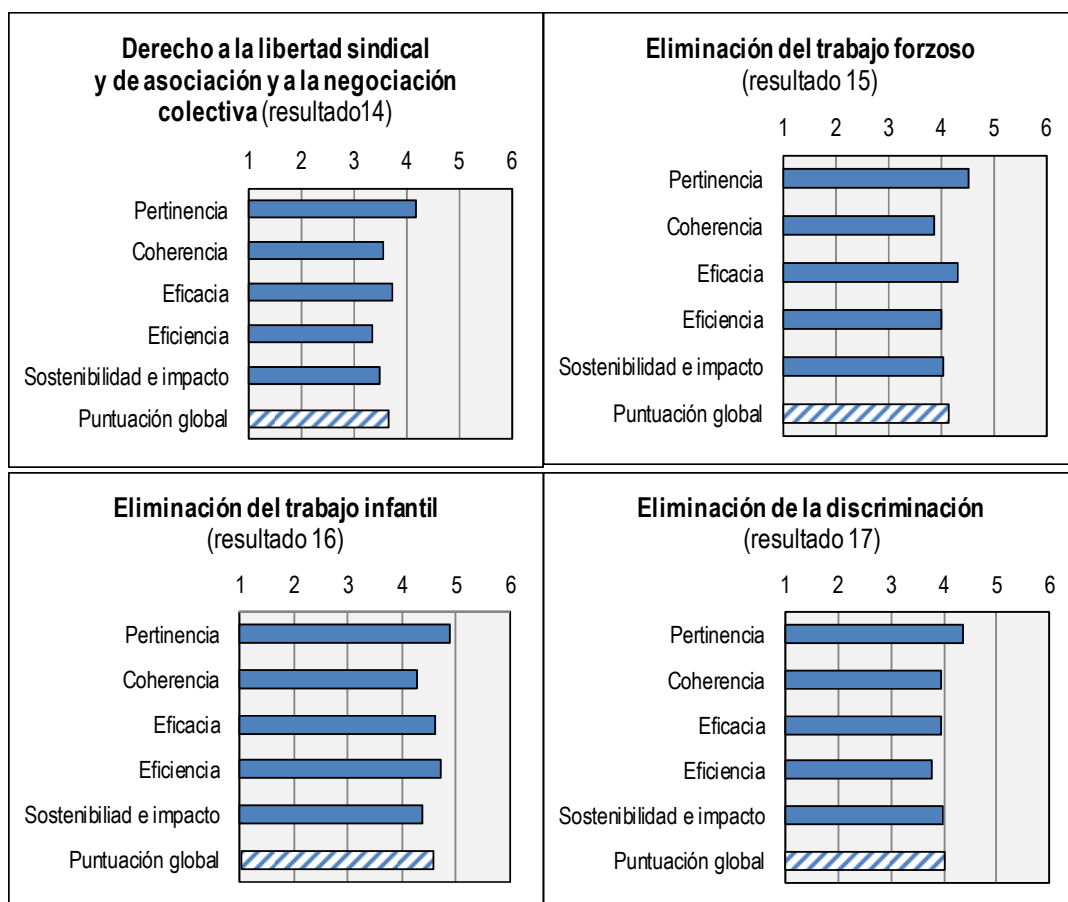 Derecho a la libertad sindical
y de asociación y a la negociación
colectiva (resultado14)
1 2 3 4 5 6
Pertinencia
Coherencia
Eficacia
Eficiencia
Sostenibilidad e impacto
Puntuación global
Eliminación del trabajo forzoso
(resultado 15)
1 2 3 4 5 6
Pertinencia
Coherencia
Eficacia
Eficiencia
Sostenibilidad e impacto
Puntuación global
Eliminación del trabajo infantil
(resultado 16)
1 2 3 4 5 6
Pertinencia
Coherencia
Eficacia
Eficiencia
Sostenibiliad e impacto
Puntuación global
Eliminación de la discriminación
(resultado 17)
1 2 3 4 5 6
Pertinencia
Coherencia
Eficacia
Eficiencia
Sostenibilidad e impacto
Puntuación global